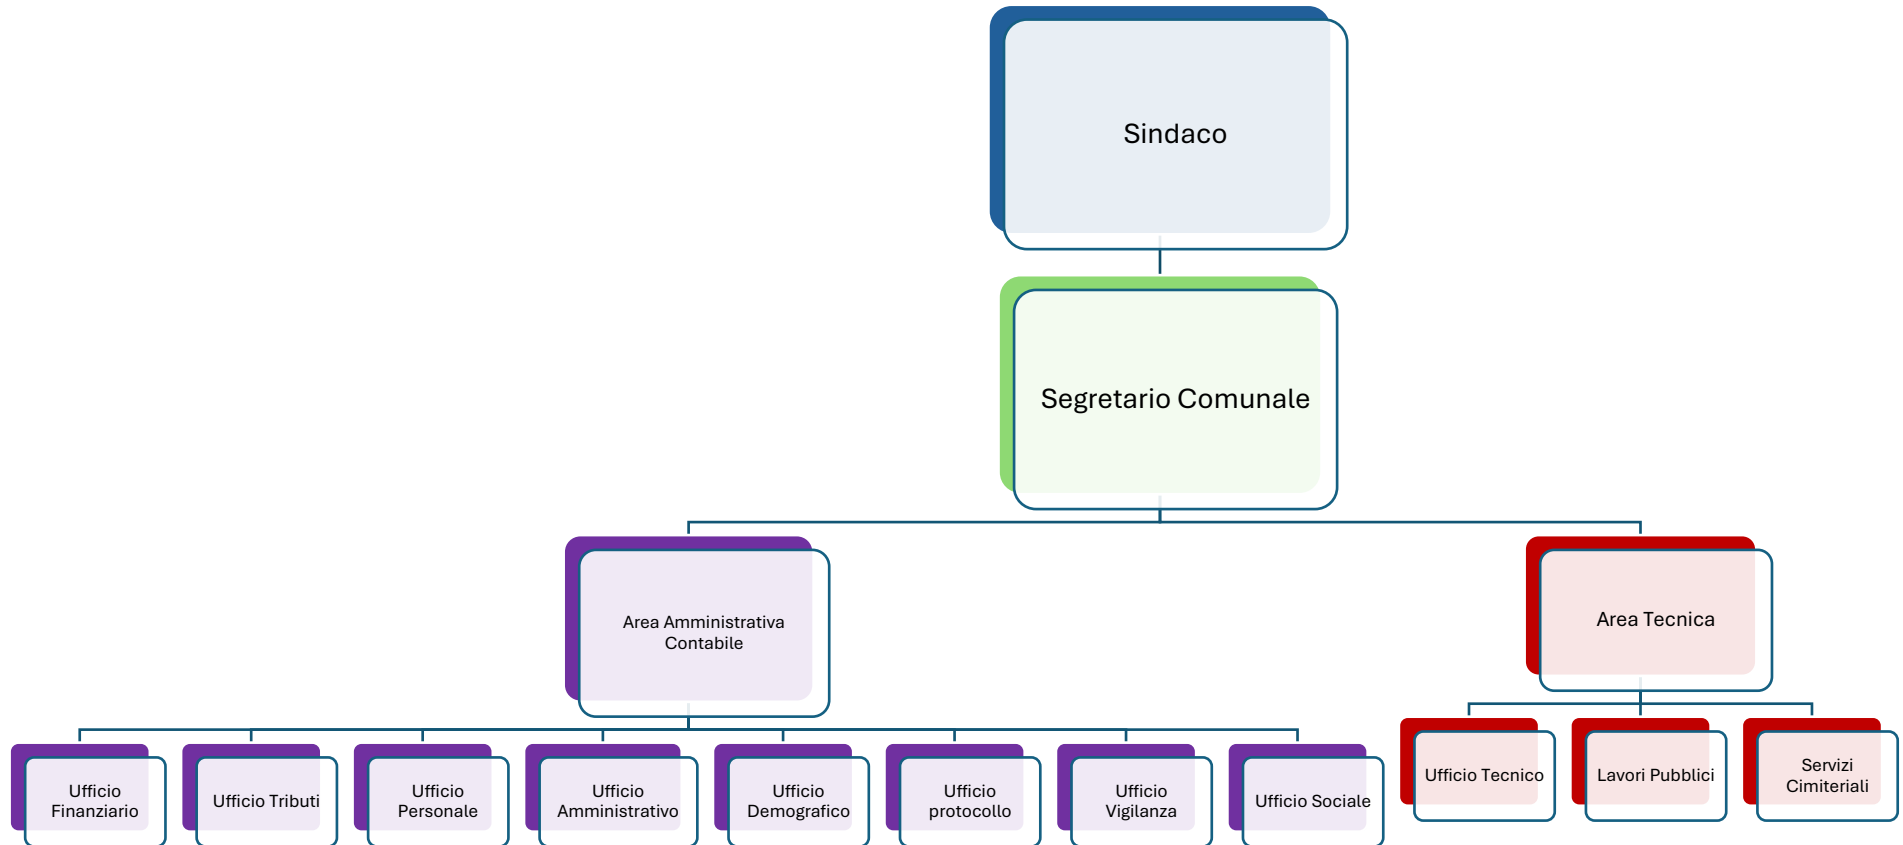 Sindaco
Segretario Comunale
Area Amministrativa
Contabile
Area Tecnica
Ufficio
Finanziario
Ufficio Tributi
Ufficio
Personale
Ufficio
Amministrativo
Ufficio
Demografico
Ufficio
protocollo
Ufficio
Vigilanza
Ufficio Sociale
Ufficio Tecnico
Lavori Pubblici
Servizi
Cimiteriali